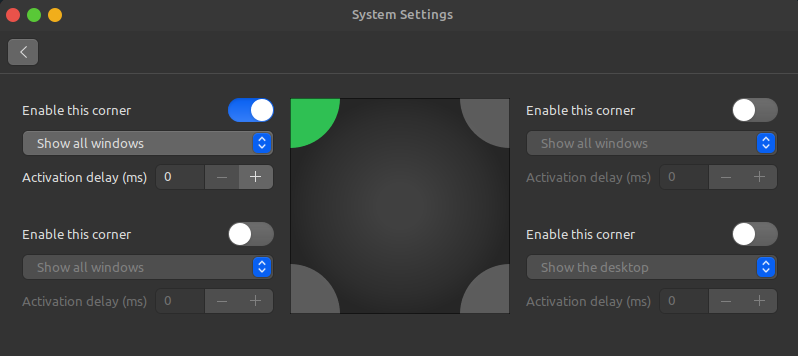 System Settings
Enable this corner
Show all windows
Activation delay (ms) 0 − +
Enable this corner
Show all windows
Activation delay (ms) 0 − +
Enable this corner
Show all windows
Activation delay (ms) 0 − +
Enable this corner
Show the desktop
Activation delay (ms) 0 − +